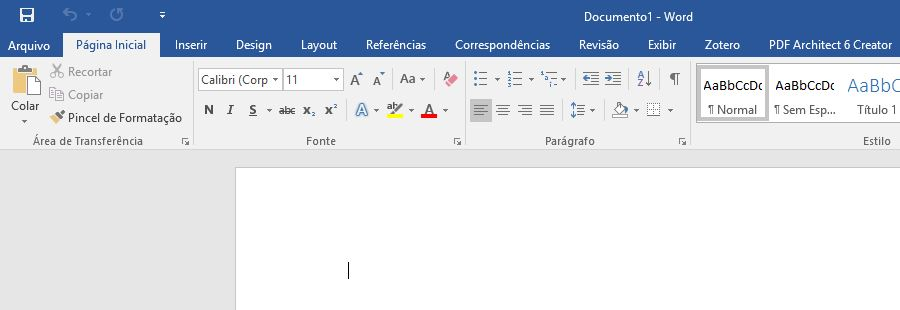 Documento1 - Word
Arquivo Página Inicial Inserir Design Layout Referências Correspondências Revisão Exibir Zotero PDF Architect 6 Creator
Colar
Recortar
Copiar
Pincel de Formatação
Área de Transferência
Calibri (Corp 11 A A Aa A
N I S abc x₂ x² A A
Fonte
Parágrafo
AaBbCcDc AaBbCcDc AaBbC
¶ Normal ¶ Sem Esp... Título 1
Estilo